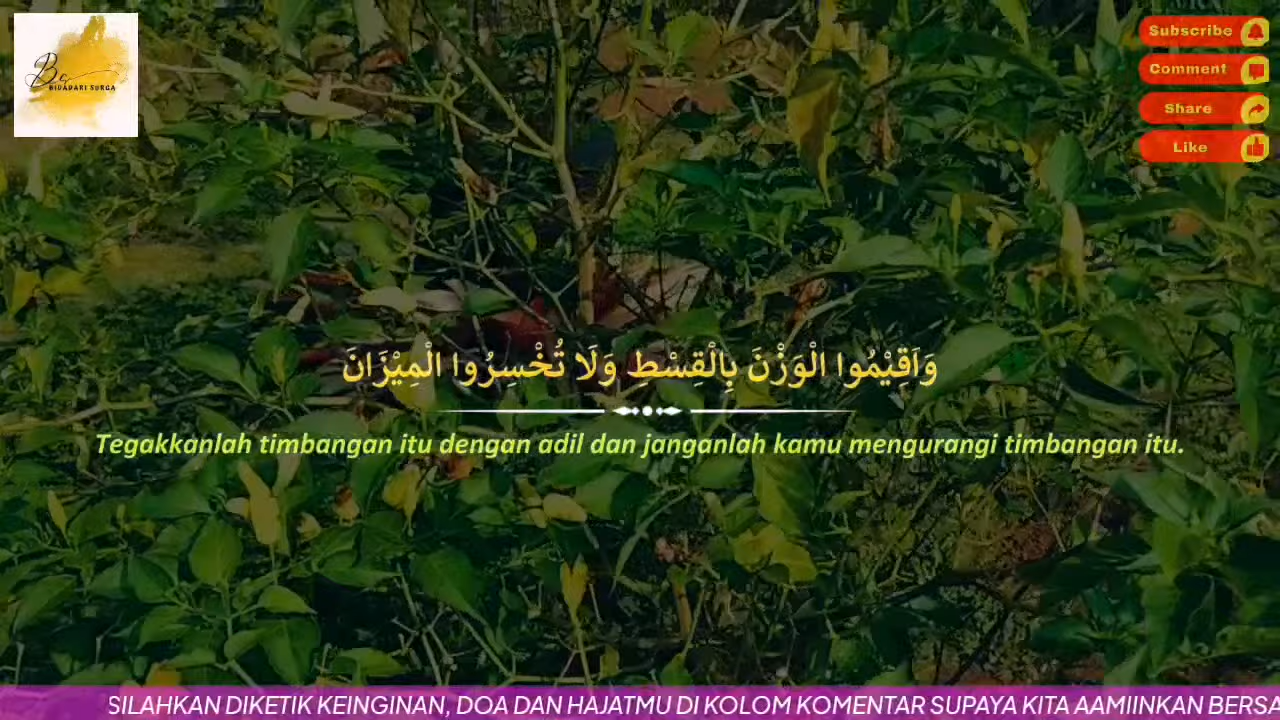 Bs
BIDADARI SURGA
Subscribe
Comment
Share
Like
وَاَقِيْمُوا الْوَزْنَ بِالْقِسْطِ وَلَا تُخْسِرُوا الْمِيْزَانَ
Tegakkanlah timbangan itu dengan adil dan janganlah kamu mengurangi timbangan itu.
SILAHKAN DIKETIK KEINGINAN, DOA DAN HAJATMU DI KOLOM KOMENTAR SUPAYA KITA AAMIINKAN BERSA